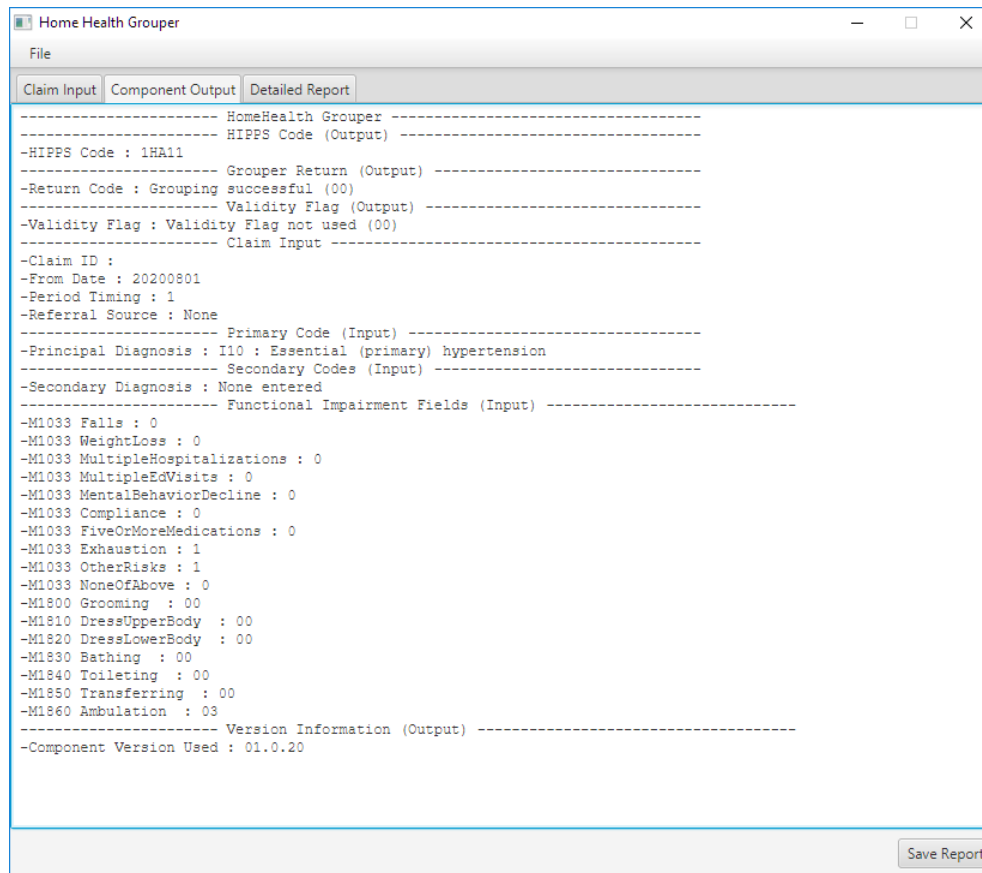 Home Health Grouper
File
Claim Input Component Output Detailed Report
----------------------- HomeHealth Grouper ------------------------------------
----------------------- HIPPS Code (Output) -----------------------------------
-HIPPS Code : 1HA11
----------------------- Grouper Return (Output) -------------------------------
-Return Code : Grouping successful (00)
----------------------- Validity Flag (Output) --------------------------------
-Validity Flag : Validity Flag not used (00)
----------------------- Claim Input -------------------------------------------
-Claim ID :
-From Date : 20200801
-Period Timing : 1
-Referral Source : None
----------------------- Primary Code (Input) ----------------------------------
-Principal Diagnosis : I10 : Essential (primary) hypertension
----------------------- Secondary Codes (Input) -------------------------------
-Secondary Diagnosis : None entered
----------------------- Functional Impairment Fields (Input) -----------------------------
-M1033 Falls : 0
-M1033 WeightLoss : 0
-M1033 MultipleHospitalizations : 0
-M1033 MultipleEdVisits : 0
-M1033 MentalBehaviorDecline : 0
-M1033 Compliance : 0
-M1033 FiveOrMoreMedications : 0
-M1033 Exhaustion : 1
-M1033 OtherRisks : 1
-M1033 NoneOfAbove : 0
-M1800 Grooming  : 00
-M1810 DressUpperBody  : 00
-M1820 DressLowerBody  : 00
-M1830 Bathing  : 00
-M1840 Toileting  : 00
-M1850 Transferring  : 00
-M1860 Ambulation  : 03
----------------------- Version Information (Output) -------------------------------------
-Component Version Used : 01.0.20
Save Report